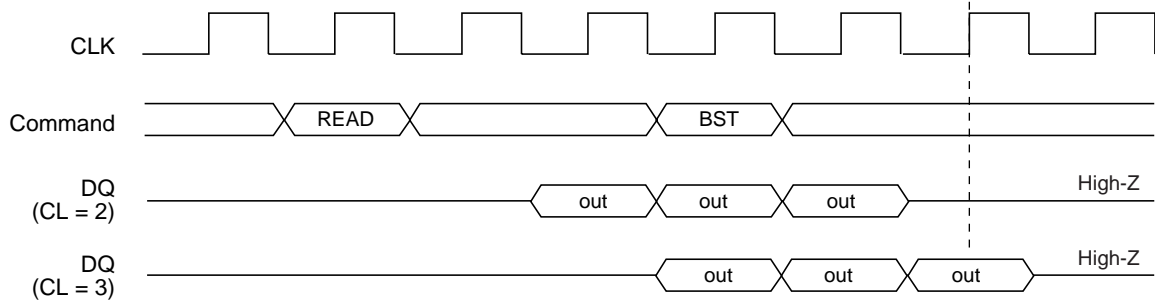 CLK
Command
READ
BST
DQ
(CL = 2)
out
out
out
High-Z
DQ
(CL = 3)
out
out
out
High-Z